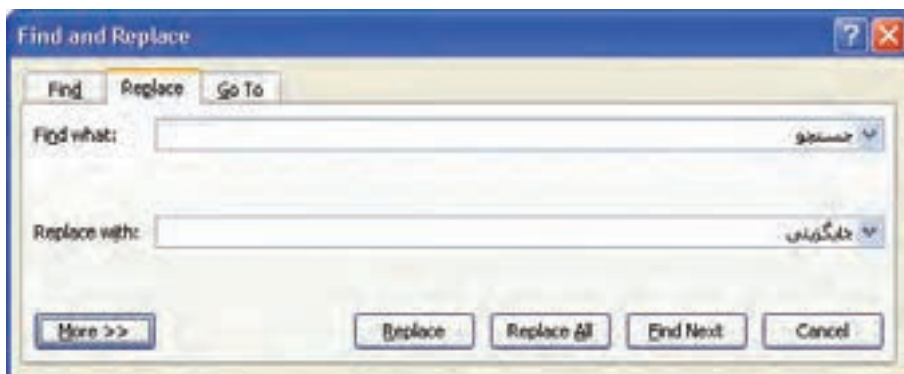 Find and Replace
Find Replace Go To
Find what: جستجو
Replace with: جایگزینی
More >> Replace Replace All Find Next Cancel